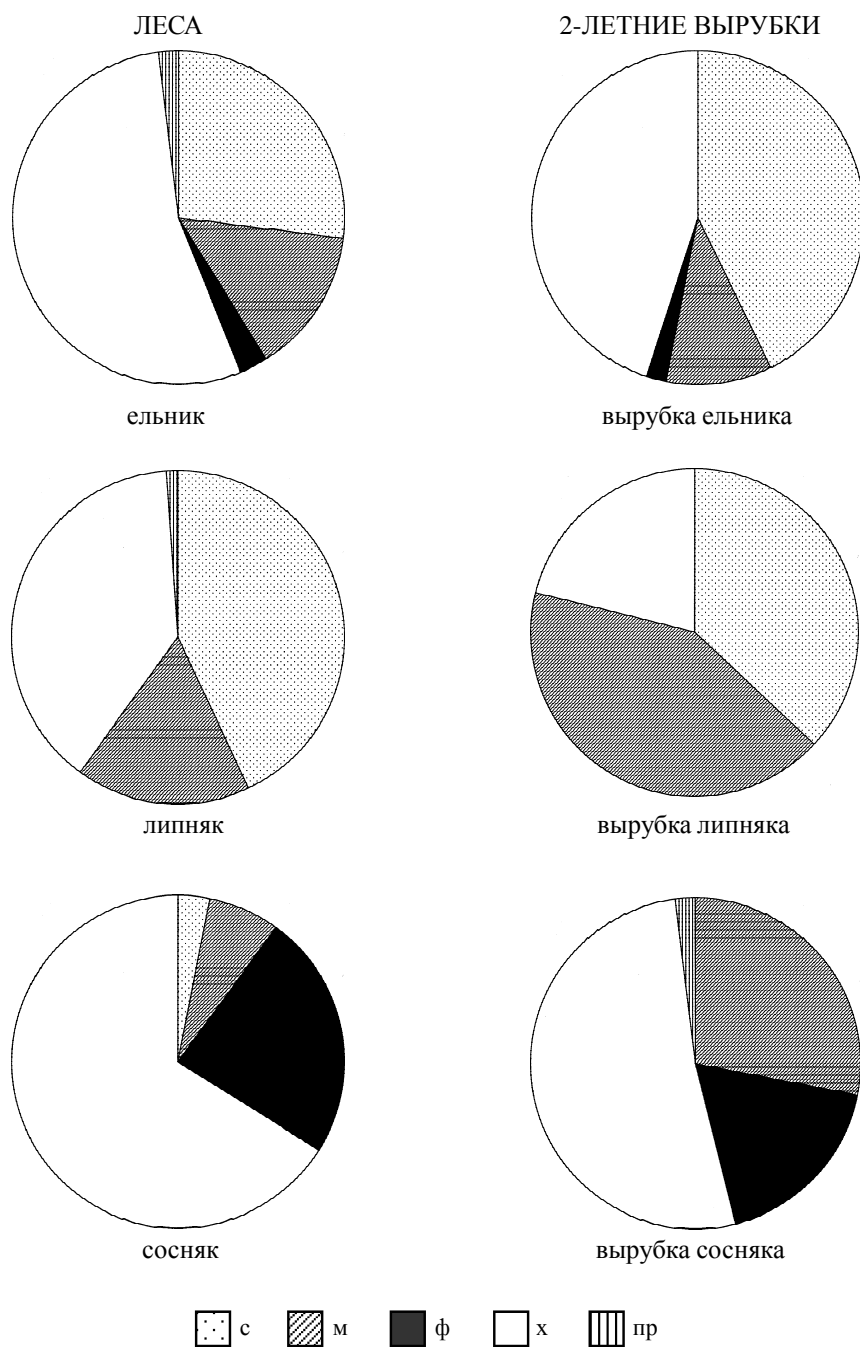 ЛЕСА 2-ЛЕТНИЕ ВЫРУБКИ
ельник вырубка ельника
липняк вырубка липняка
сосняк вырубка сосняка
с м ф х пр